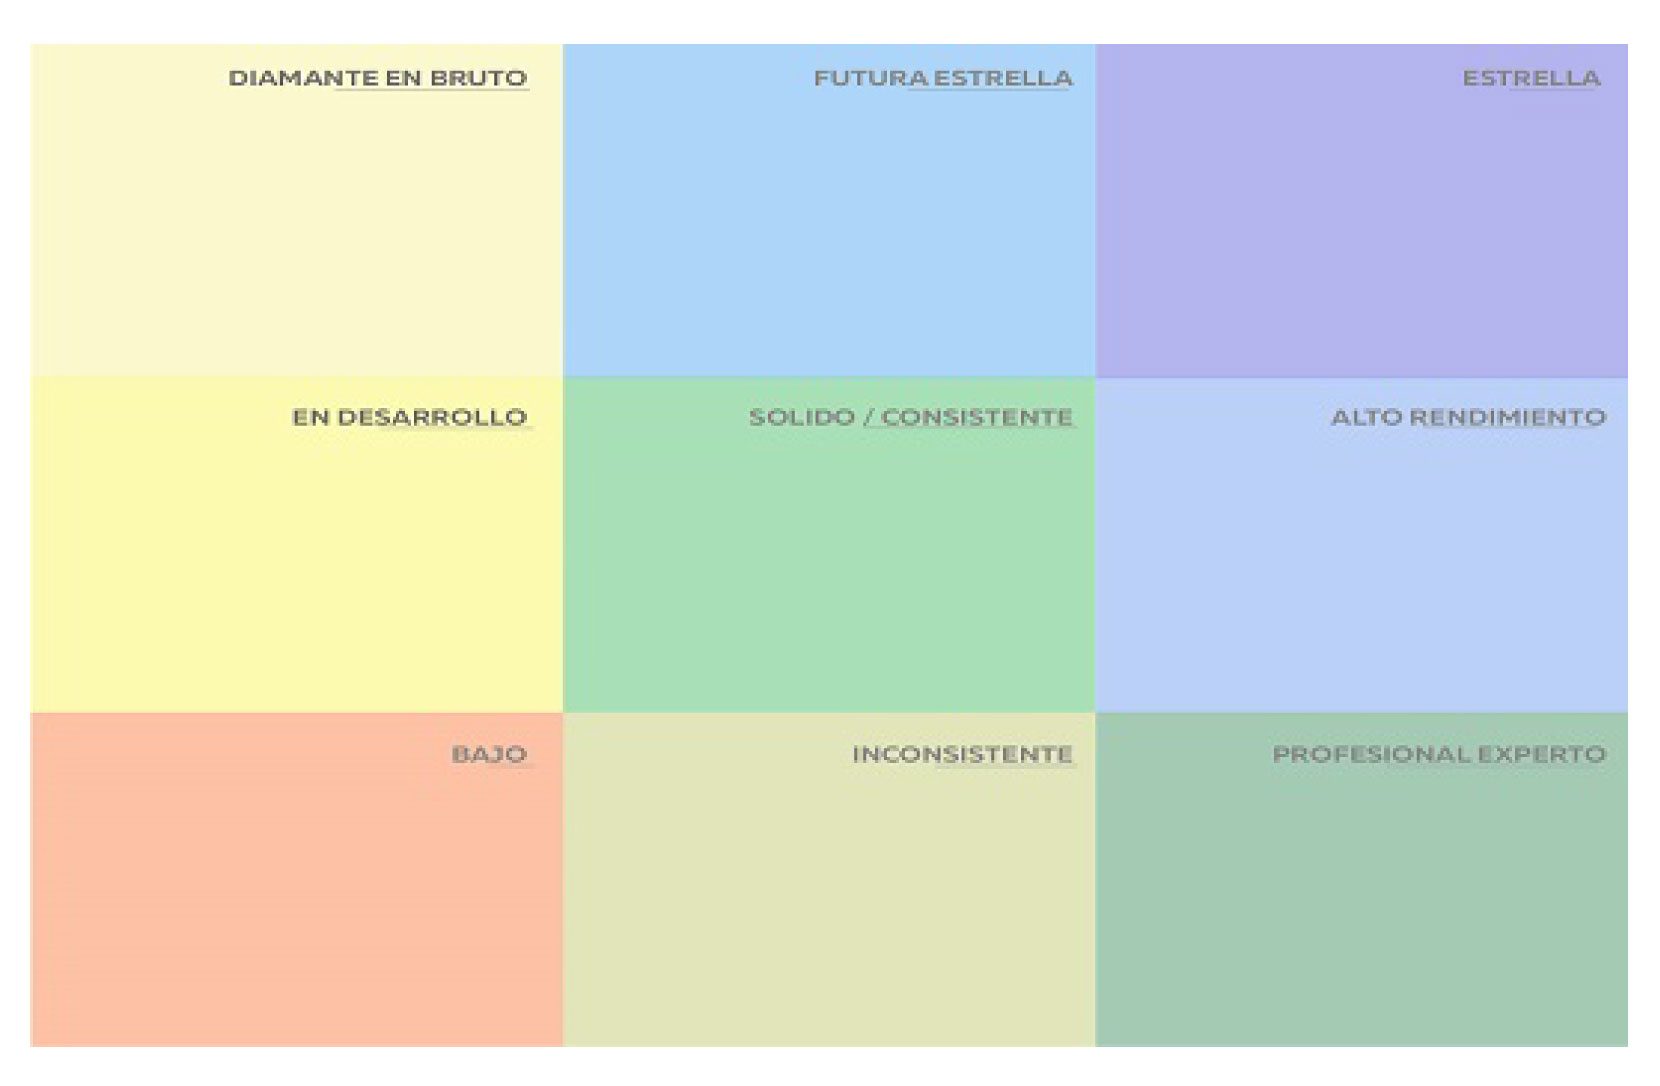 DIAMANTE EN BRUTO
FUTURA ESTRELLA
ESTRELLA
EN DESARROLLO
SOLIDO / CONSISTENTE
ALTO RENDIMIENTO
BAJO
INCONSISTENTE
PROFESIONAL EXPERTO